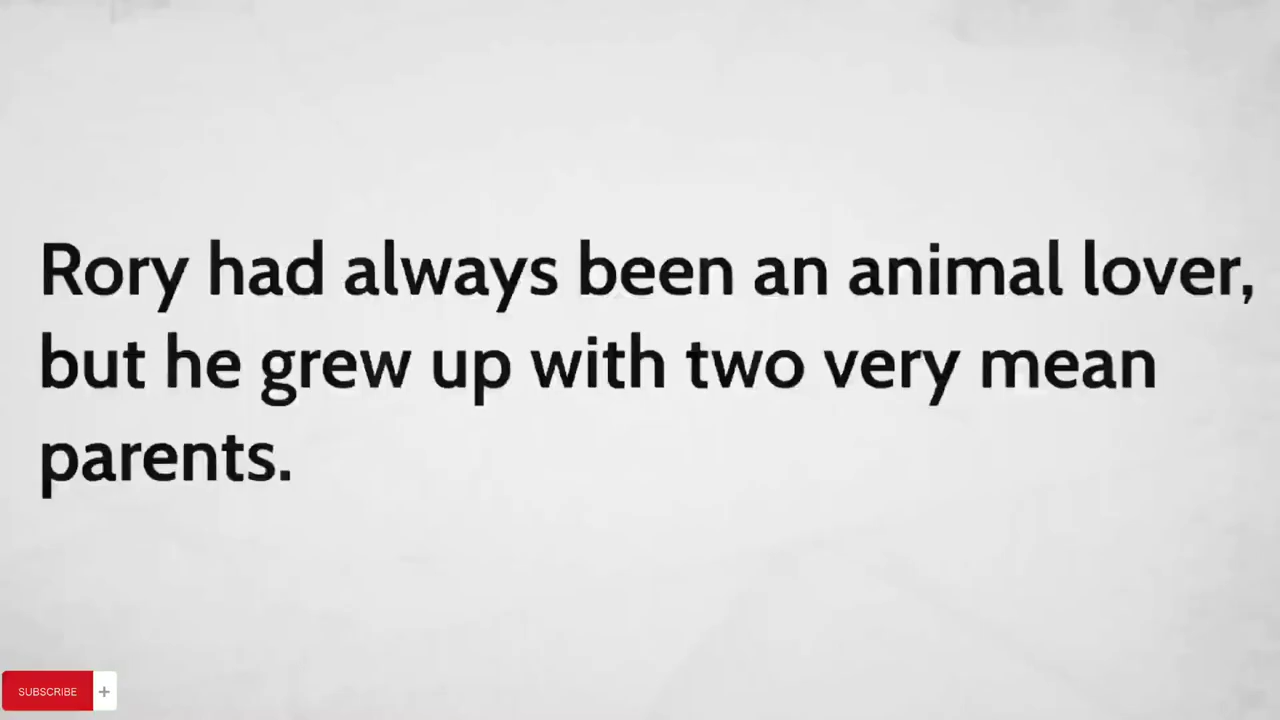 Rory had always been an animal lover,
but he grew up with two very mean
parents.
SUBSCRIBE +